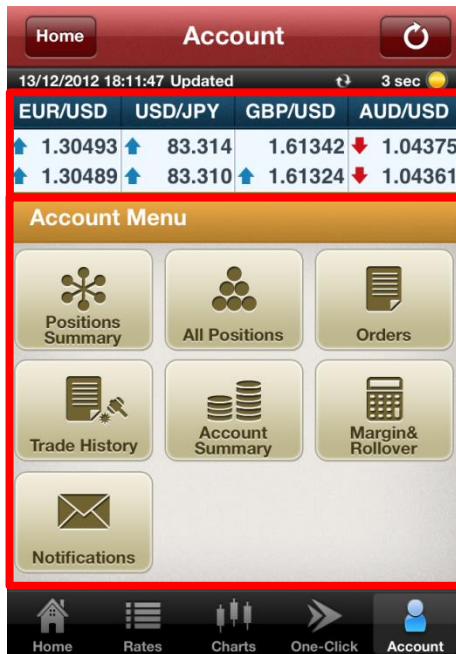 Home Account
13/12/2012 18:11:47 Updated 3 sec
EUR/USD USD/JPY GBP/USD AUD/USD
1.30493 83.314 1.61342 1.04375
1.30489 83.310 1.61324 1.04361
Account Menu
Positions
Summary
All Positions
Orders
Trade History
Account
Summary
Margin&
Rollover
Notifications
Home Rates Charts One-Click Account